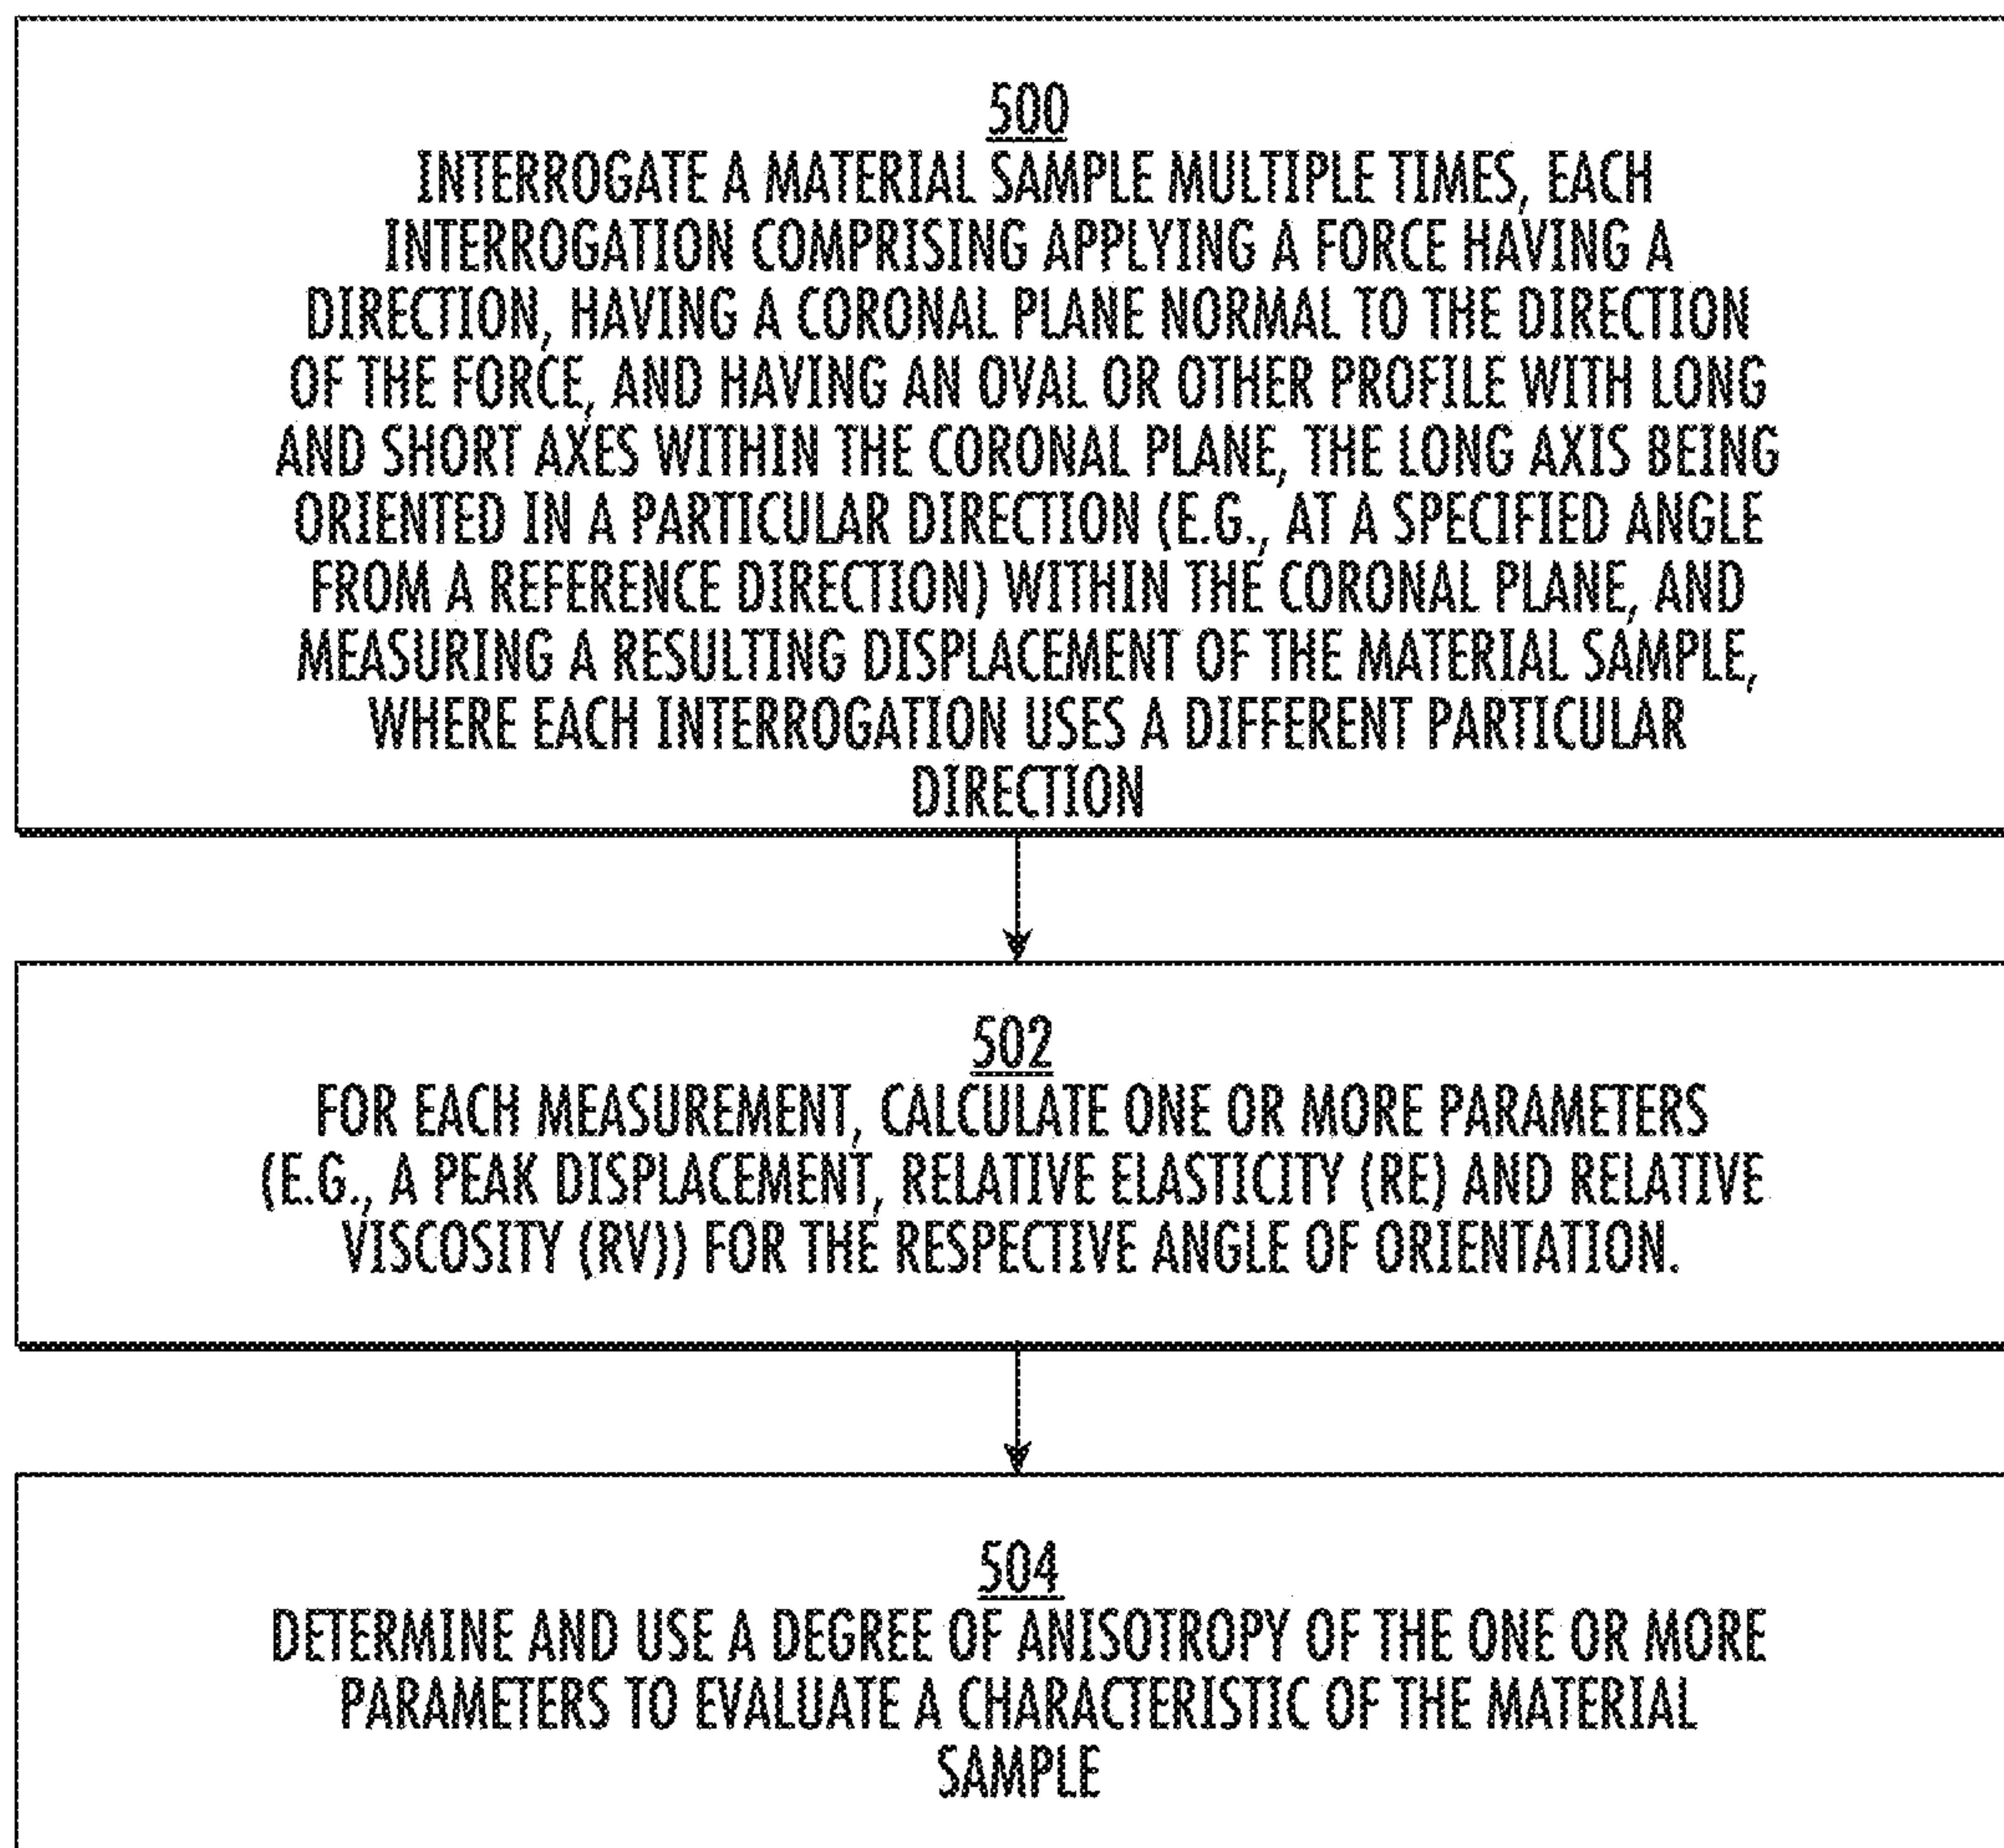 500
INTERROGATE A MATERIAL SAMPLE MULTIPLE TIMES, EACH
INTERROGATION COMPRISING APPLYING A FORCE HAVING A
DIRECTION, HAVING A CORONAL PLANE NORMAL TO THE DIRECTION
OF THE FORCE, AND HAVING AN OVAL OR OTHER PROFILE WITH LONG
AND SHORT AXES WITHIN THE CORONAL PLANE, THE LONG AXIS BEING
ORIENTED IN A PARTICULAR DIRECTION (E.G., AT A SPECIFIED ANGLE
FROM A REFERENCE DIRECTION) WITHIN THE CORONAL PLANE, AND
MEASURING A RESULTING DISPLACEMENT OF THE MATERIAL SAMPLE,
WHERE EACH INTERROGATION USES A DIFFERENT PARTICULAR
DIRECTION
502
FOR EACH MEASUREMENT, CALCULATE ONE OR MORE PARAMETERS
(E.G., A PEAK DISPLACEMENT, RELATIVE ELASTICITY (RE) AND RELATIVE
VISCOSITY (RV)) FOR THE RESPECTIVE ANGLE OF ORIENTATION.
504
DETERMINE AND USE A DEGREE OF ANISOTROPY OF THE ONE OR MORE
PARAMETERS TO EVALUATE A CHARACTERISTIC OF THE MATERIAL
SAMPLE